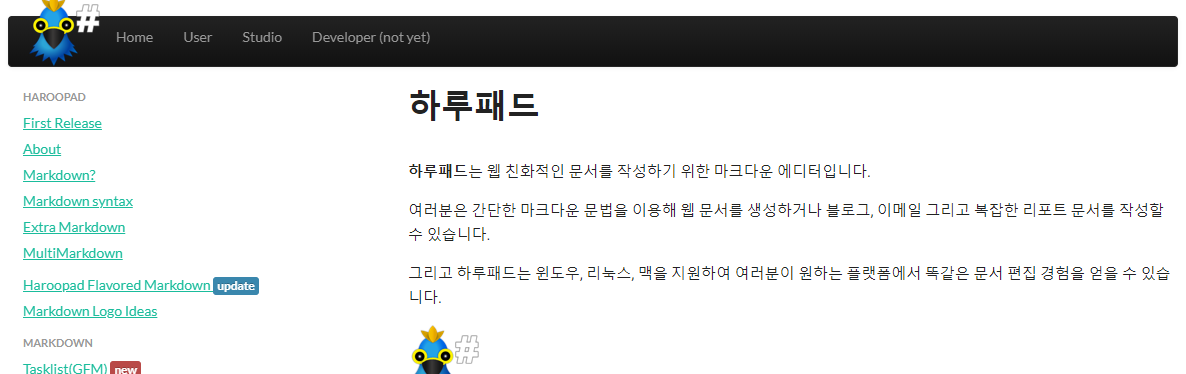 #
Home User Studio Developer (not yet)
HAROOPAD
First Release
About
Markdown?
Markdown syntax
Extra Markdown
MultiMarkdown
Haroopad Flavored Markdown update
Markdown Logo Ideas
MARKDOWN
Tasklist(GFM) new
하루패드
하루패드는 웹 친화적인 문서를 작성하기 위한 마크다운 에디터입니다.
여러분은 간단한 마크다운 문법을 이용해 웹 문서를 생성하거나 블로그, 이메일 그리고 복잡한 리포트 문서를 작성할
수 있습니다.
그리고 하루패드는 윈도우, 리눅스, 맥을 지원하여 여러분이 원하는 플랫폼에서 똑같은 문서 편집 경험을 얻을 수 있습
니다.
#